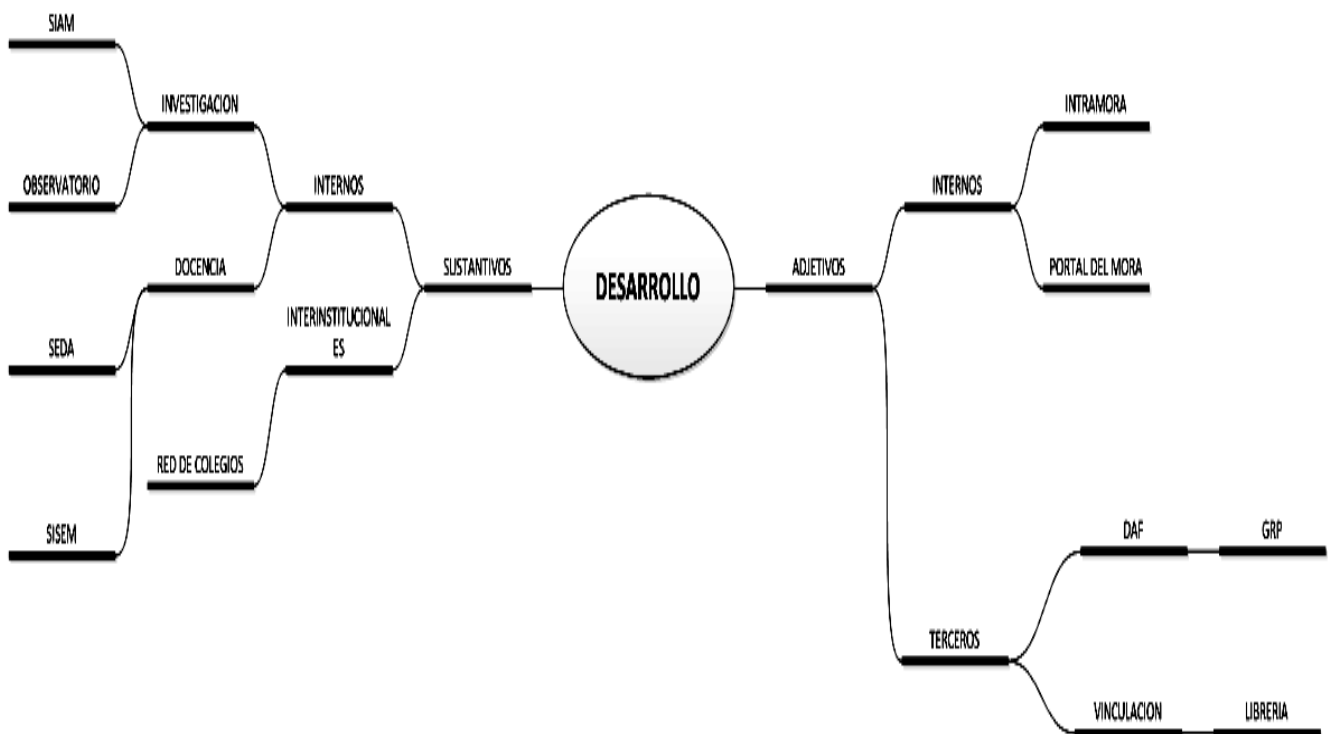 SIAM
INVESTIGACION
INTRAMORA
OBSERVATORIO
INTERNOS
INTERNOS
DOCENCIA
SUSTANTIVOS
DESARROLLO
ADJETIVOS
PORTAL DEL MORA
INTERINSTITUCIONAL
ES
SEDA
RED DE COLEGIOS
SISEM
DAF
GRP
TERCEROS
VINCULACION
LIBRERIA